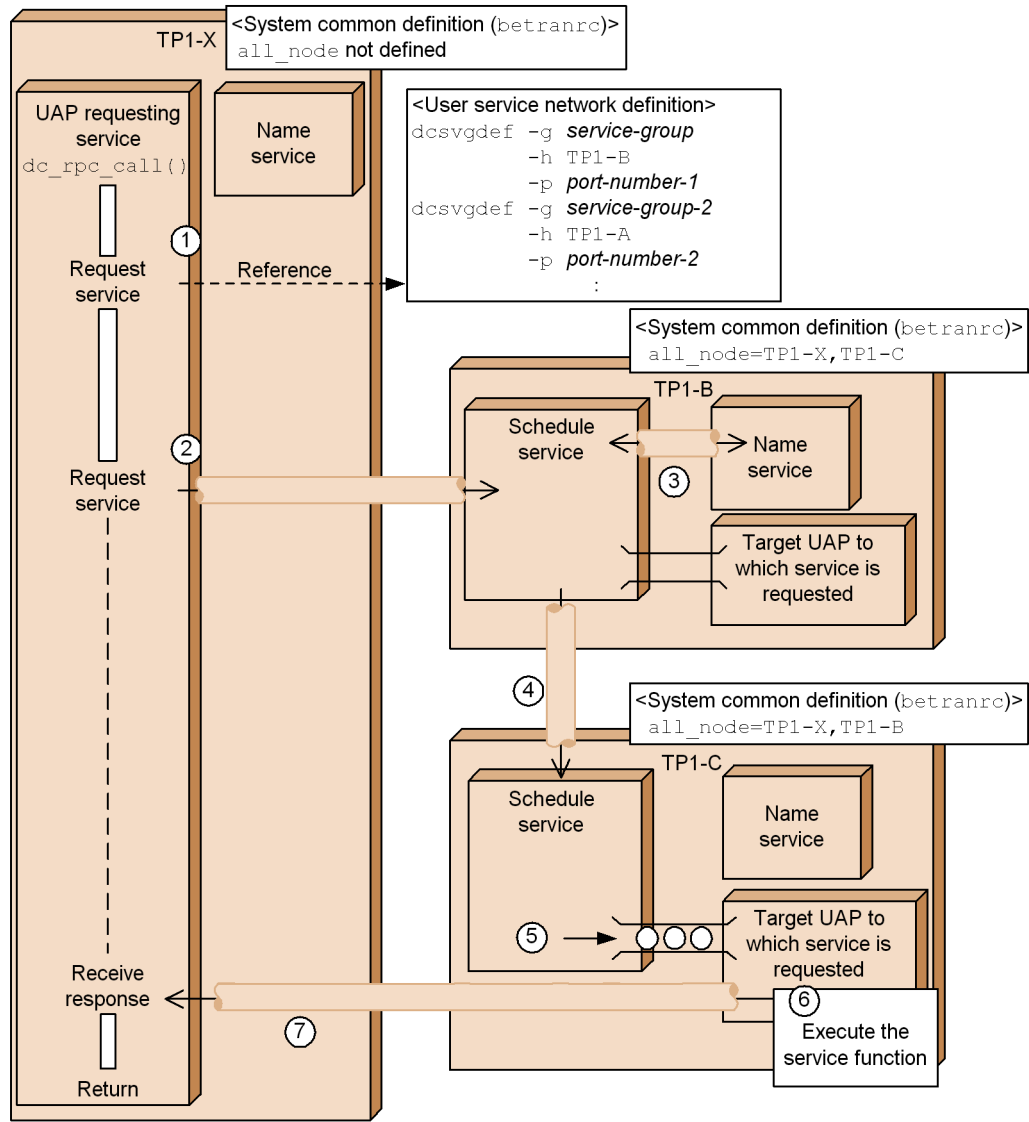 <System common definition (betranrc)>
all_node not defined
TP1-X
UAP requesting
service
dc_rpc_call()
Name
service
<User service network definition>
dcsvgdef -g service-group
-h TP1-B
-p port-number-1
dcsvgdef -g service-group-2
-h TP1-A
-p port-number-2
:
1
Request
service
Reference
<System common definition (betranrc)>
all_node=TP1-X,TP1-C
TP1-B
Schedule
service
Name
service
2
3
Request
service
Target UAP to
which service is
requested
4
<System common definition (betranrc)>
all_node=TP1-X,TP1-B
TP1-C
Schedule
service
Name
service
5
Target UAP to
which service is
requested
Receive
response
6
7
Execute the
service function
Return